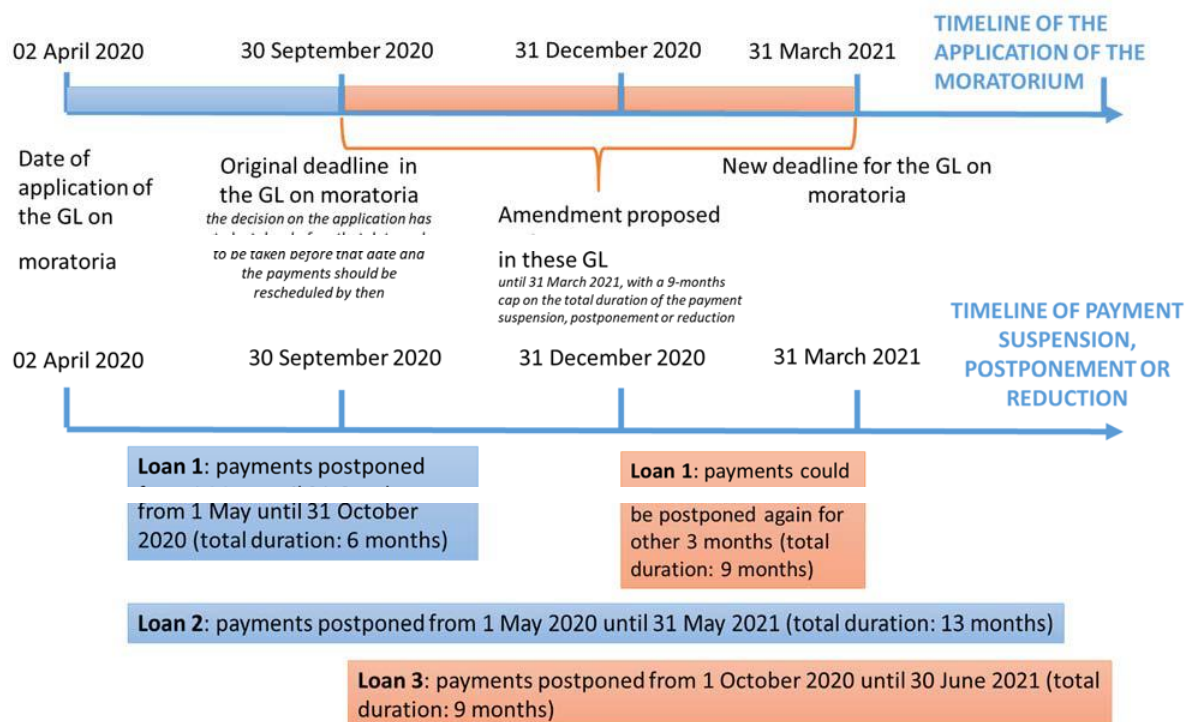 TIMELINE OF THE
APPLICATION OF THE
MORATORIUM
02 April 2020
30 September 2020
31 December 2020
31 March 2021
Date of
application of
the GL on
moratoria
Original deadline in
the GL on moratoria
the decision on the application has
to be taken before that date and
the payments should be
rescheduled by then
Amendment proposed
in these GL
until 31 March 2021, with a 9-months
cap on the total duration of the payment
suspension, postponement or reduction
New deadline for the GL on
moratoria
TIMELINE OF PAYMENT
SUSPENSION,
POSTPONEMENT OR
REDUCTION
02 April 2020
30 September 2020
31 December 2020
31 March 2021
Loan 1: payments postponed
from 1 May until 31 October
2020 (total duration: 6 months)
Loan 1: payments could
be postponed again for
other 3 months (total
duration: 9 months)
Loan 2: payments postponed from 1 May 2020 until 31 May 2021 (total duration: 13 months)
Loan 3: payments postponed from 1 October 2020 until 30 June 2021 (total
duration: 9 months)